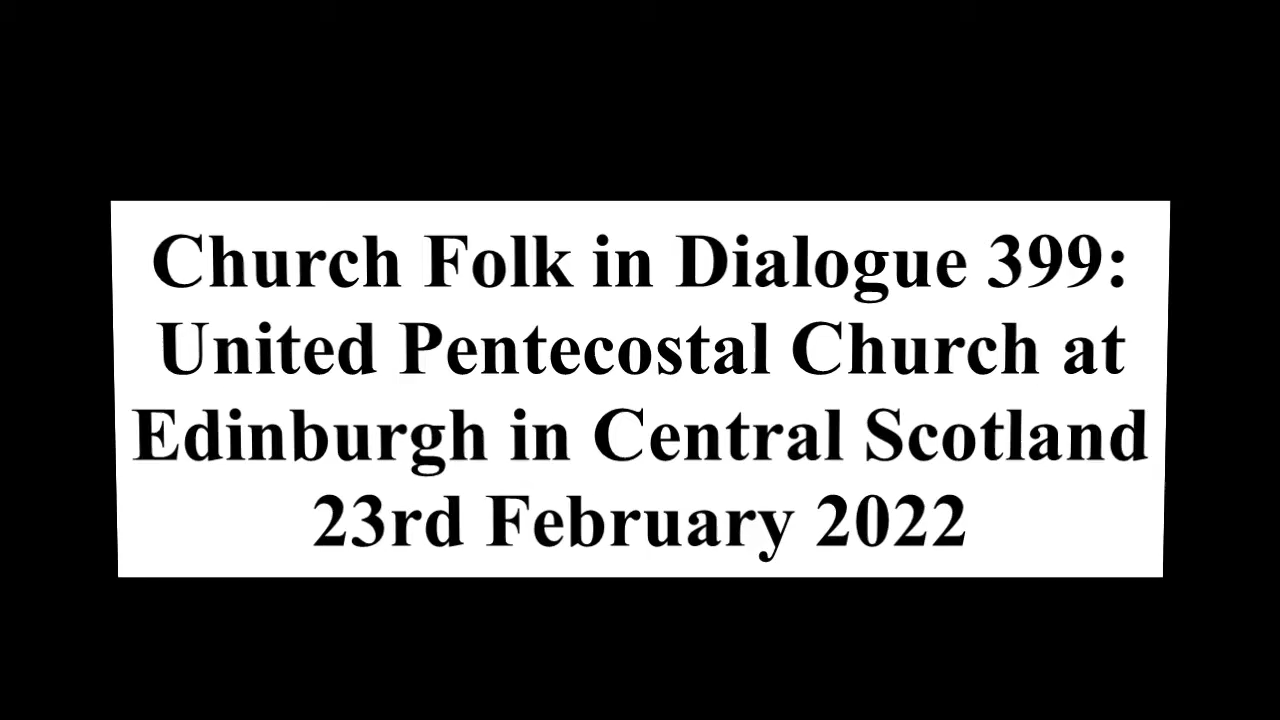 Church Folk in Dialogue 399:
United Pentecostal Church at
Edinburgh in Central Scotland
23rd February 2022